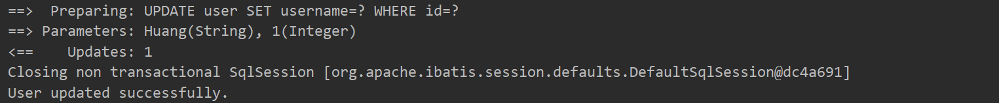 ==>  Preparing: UPDATE user SET username=? WHERE id=?
==> Parameters: Huang(String), 1(Integer)
<==    Updates: 1
Closing non transactional SqlSession [org.apache.ibatis.session.defaults.DefaultSqlSession@dc4a691]
User updated successfully.